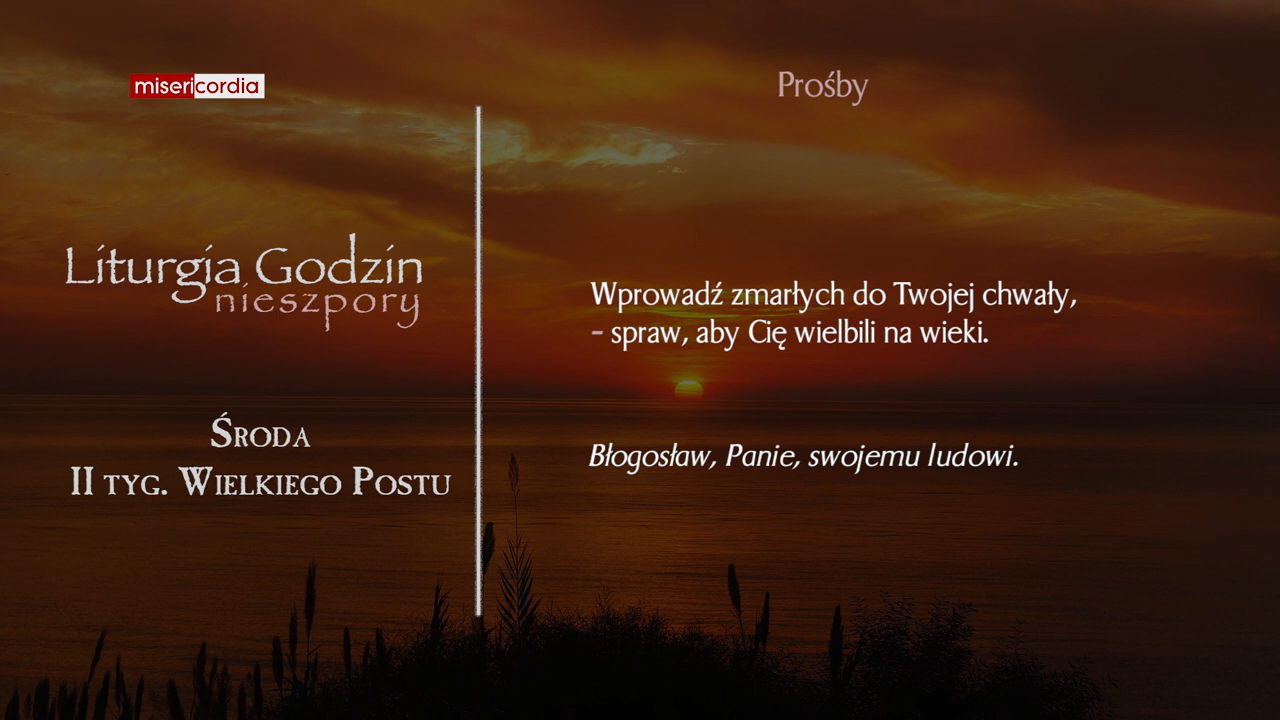 misericordia
Liturgia Godzin
nieszpory
Środa
II tyg. Wielkiego Postu
Prośby
Wprowadź zmarłych do Twojej chwały,
- spraw, aby Cię wielbili na wieki.
Błogosław, Panie, swojemu ludowi.